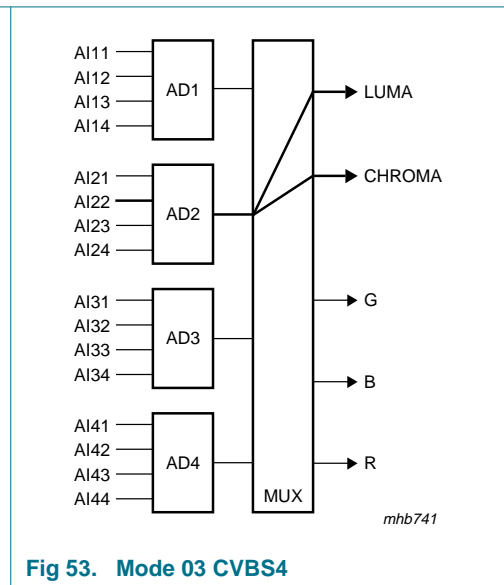 AI11
AI12
AI13
AI14
AD1
LUMA
AI21
AI22
AI23
AI24
AD2
CHROMA
AI31
AI32
AI33
AI34
AD3
G
B
AI41
AI42
AI43
AI44
AD4
R
MUX
mhb741
Fig 53. Mode 03 CVBS4